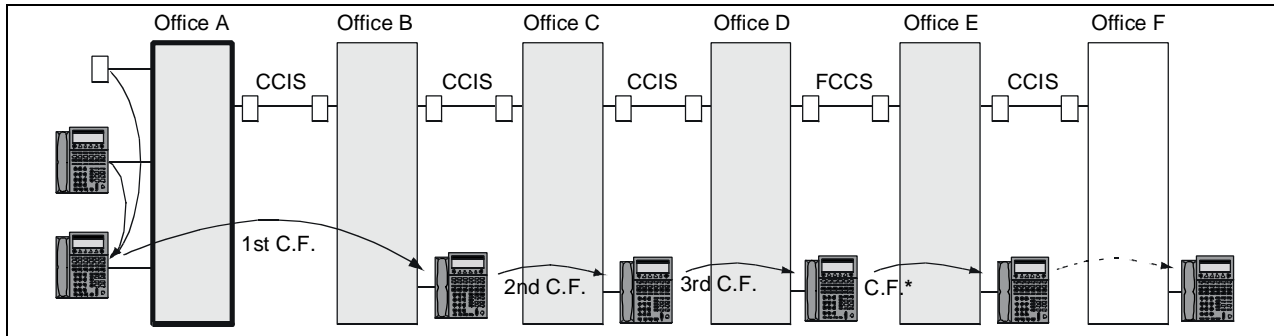 Office A Office B Office C Office D Office E Office F
CCIS CCIS CCIS FCCS CCIS
1st C.F. 2nd C.F. 3rd C.F. C.F.*